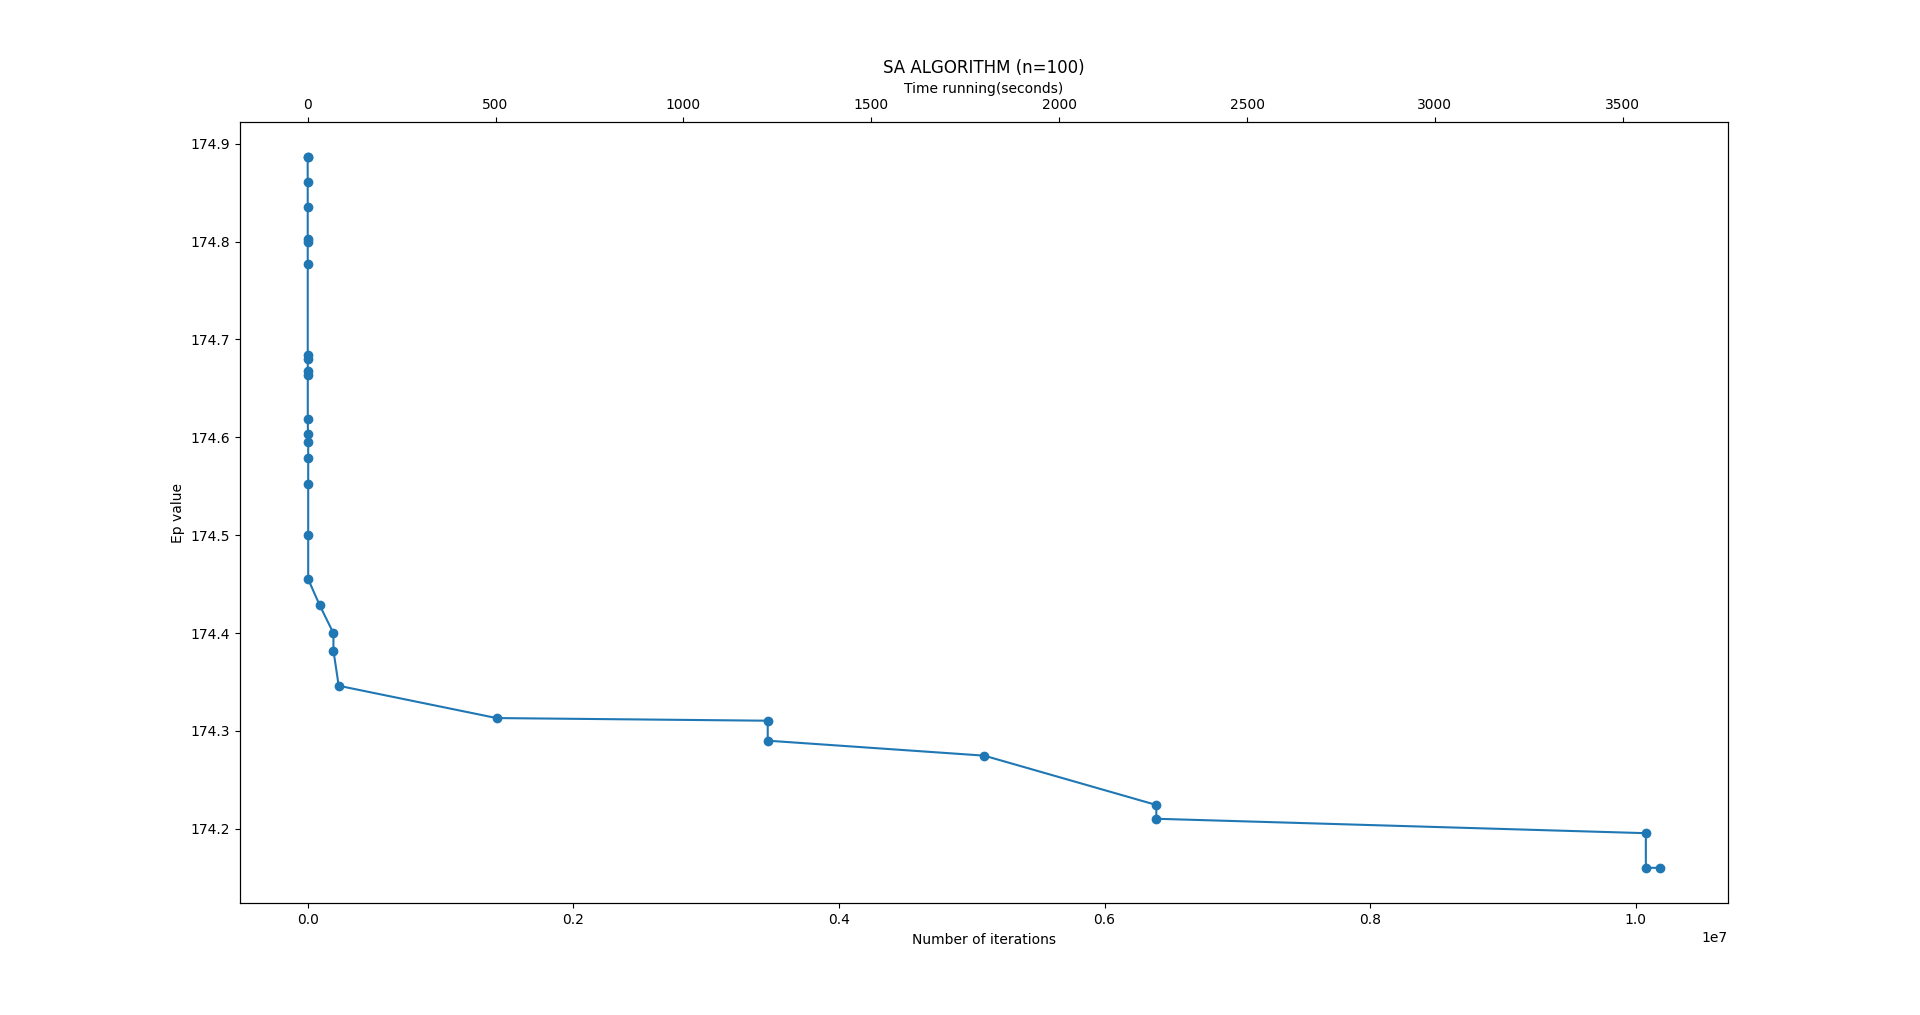 SA ALGORITHM (n=100)
Time running(seconds)
0 500 1000 1500 2000 2500 3000 3500
174.9
174.8
174.7
174.6
174.5
174.4
174.3
174.2
Ep value
0.0 0.2 0.4 0.6 0.8 1.0
1e7
Number of iterations